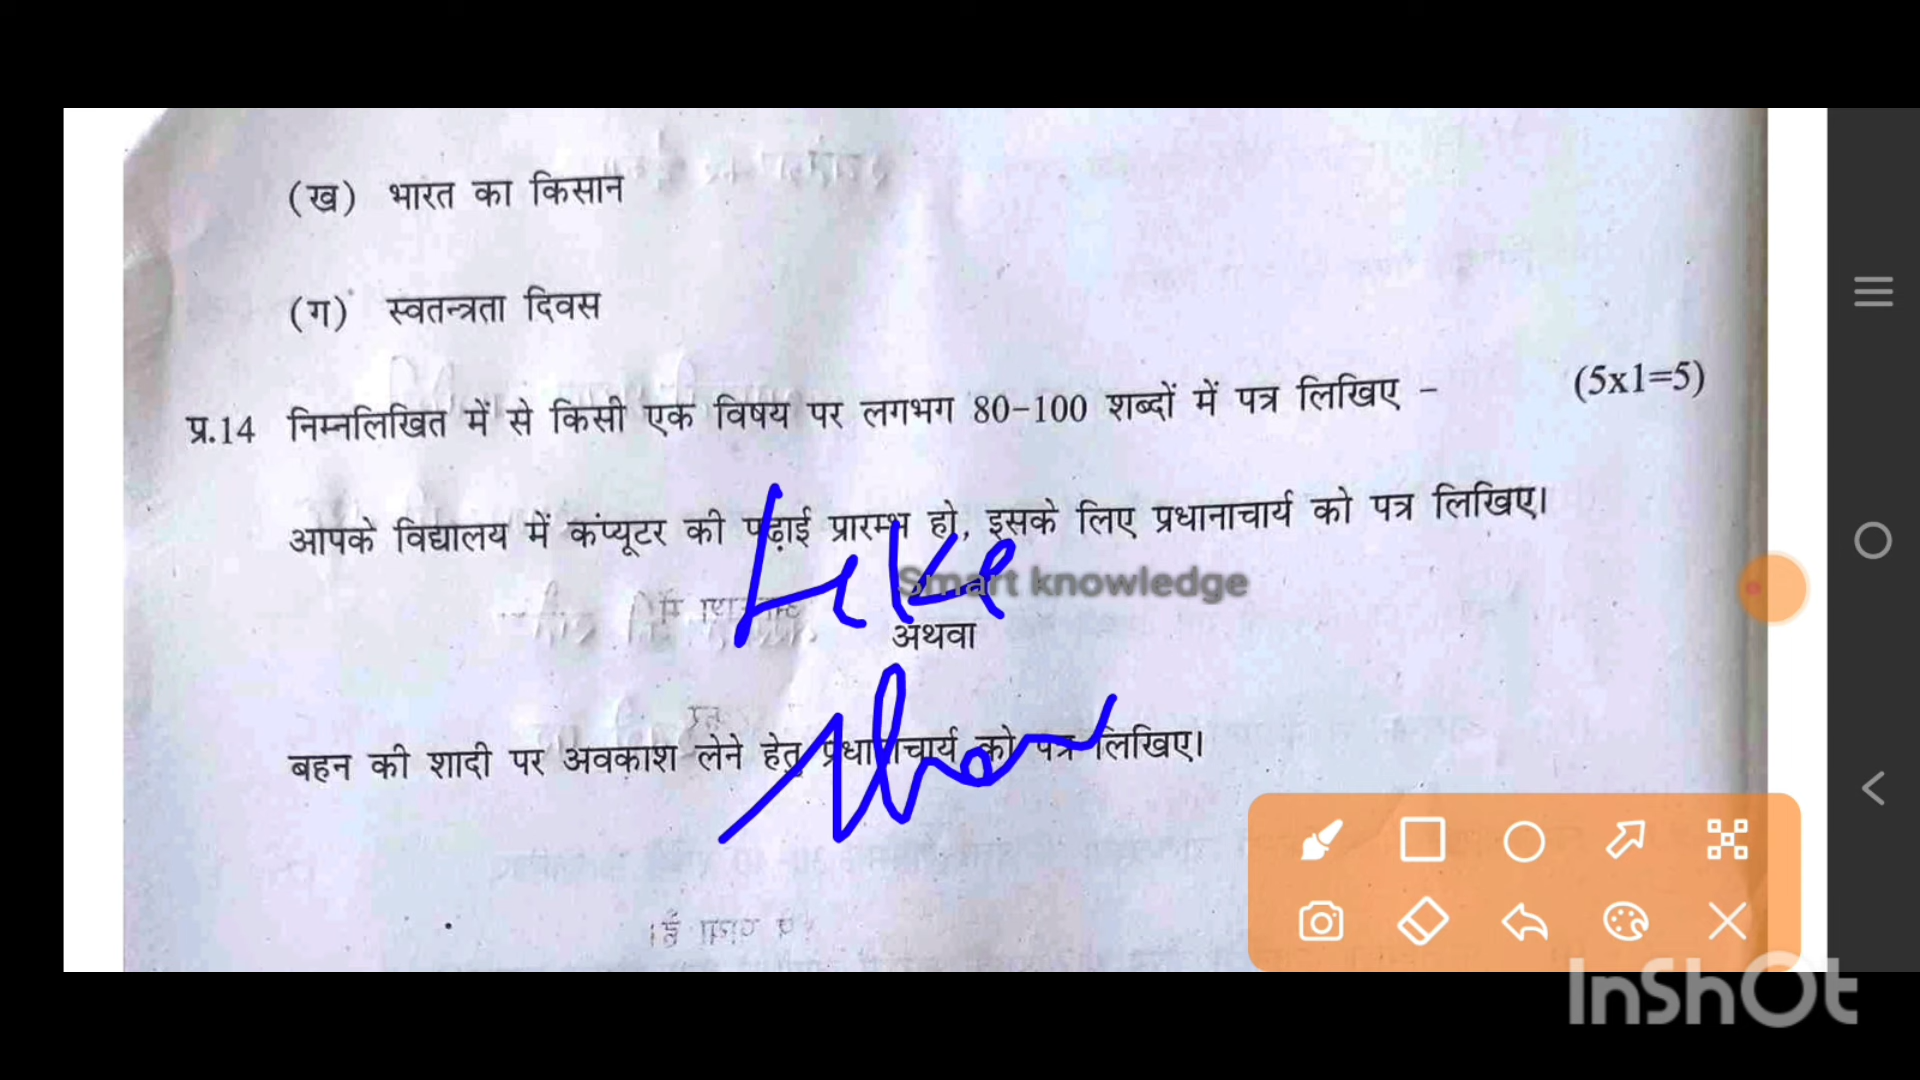 (ख) भारत का किसान
(ग) स्वतन्त्रता दिवस
प्र.14 निम्नलिखित में से किसी एक विषय पर लगभग 80-100 शब्दों में पत्र लिखिए - (5x1=5)
आपके विद्यालय में कंप्यूटर की पढ़ाई प्रारम्भ हो, इसके लिए प्रधानाचार्य को पत्र लिखिए।
Like
Smart knowledge
अथवा
बहन की शादी पर अवकाश लेने हेतु प्रधानाचार्य को पत्र लिखिए।
InShOt